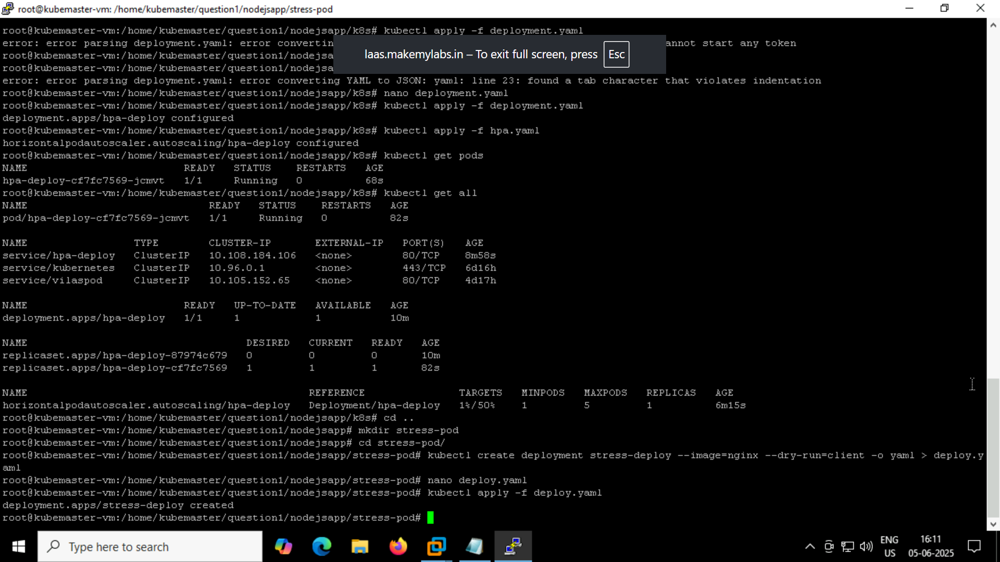 root@kubemaster-vm: /home/kubemaster/question1/nodejsapp/stress-pod
root@kubemaster-vm:/home/kubemaster/question1/nodejsapp/k8s# kubectl apply -f deployment.yaml
error: error parsing deployment.yaml: error convertin
annot start any token
root@kubemaster-vm:/home/kubemaster/question1/nodejsa
laas.makemylabs.in – To exit full screen, press Esc
root@kubemaster-vm:/home/kubemaster/question1/nodejsa
error: error parsing deployment.yaml: error converting YAML to JSON: yaml: line 23: found a tab character that violates indentation
root@kubemaster-vm:/home/kubemaster/question1/nodejsapp/k8s# nano deployment.yaml
root@kubemaster-vm:/home/kubemaster/question1/nodejsapp/k8s# kubectl apply -f deployment.yaml
deployment.apps/hpa-deploy configured
root@kubemaster-vm:/home/kubemaster/question1/nodejsapp/k8s# kubectl apply -f hpa.yaml
horizontalpodautoscaler.autoscaling/hpa-deploy configured
root@kubemaster-vm:/home/kubemaster/question1/nodejsapp/k8s# kubectl get pods
NAME READY STATUS RESTARTS AGE
hpa-deploy-cf7fc7569-jcmvt 1/1 Running 0 68s
root@kubemaster-vm:/home/kubemaster/question1/nodejsapp/k8s# kubectl get all
NAME READY STATUS RESTARTS AGE
pod/hpa-deploy-cf7fc7569-jcmvt 1/1 Running 0 82s
NAME TYPE CLUSTER-IP EXTERNAL-IP PORT(S) AGE
service/hpa-deploy ClusterIP 10.108.184.106 <none> 80/TCP 8m58s
service/kubernetes ClusterIP 10.96.0.1 <none> 443/TCP 6d16h
service/vilaspod ClusterIP 10.105.152.65 <none> 80/TCP 4d17h
NAME READY UP-TO-DATE AVAILABLE AGE
deployment.apps/hpa-deploy 1/1 1 1 10m
NAME DESIRED CURRENT READY AGE
replicaset.apps/hpa-deploy-87974c679 0 0 0 10m
replicaset.apps/hpa-deploy-cf7fc7569 1 1 1 82s
NAME REFERENCE TARGETS MINPODS MAXPODS REPLICAS AGE
horizontalpodautoscaler.autoscaling/hpa-deploy Deployment/hpa-deploy 1%/50% 1 5 1 6m15s
root@kubemaster-vm:/home/kubemaster/question1/nodejsapp/k8s# cd ..
root@kubemaster-vm:/home/kubemaster/question1/nodejsapp# mkdir stress-pod
root@kubemaster-vm:/home/kubemaster/question1/nodejsapp# cd stress-pod/
root@kubemaster-vm:/home/kubemaster/question1/nodejsapp/stress-pod# kubectl create deployment stress-deploy --image=nginx --dry-run=client -o yaml > deploy.y
aml
root@kubemaster-vm:/home/kubemaster/question1/nodejsapp/stress-pod# nano deploy.yaml
root@kubemaster-vm:/home/kubemaster/question1/nodejsapp/stress-pod# kubectl apply -f deploy.yaml
deployment.apps/stress-deploy created
root@kubemaster-vm:/home/kubemaster/question1/nodejsapp/stress-pod#
Type here to search
ENG
US
16:11
05-06-2025